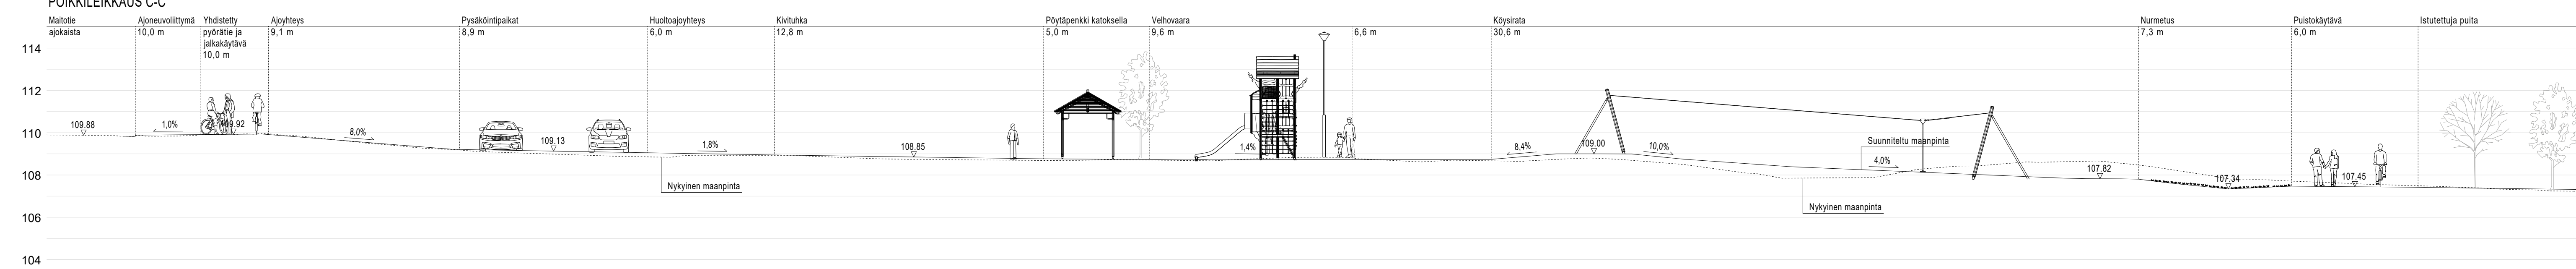 POIKKILEIKKAUS C-C
Maitotie
ajokaista
Ajoneuvoliittymä
10,0 m
Yhdistetty
pyörätie ja
jalkakäytävä
10,0 m
Ajoyhteys
9,1 m
Pysäköintipaikat
8,9 m
Huoltoajoyhteys
6,0 m
Kivituhka
12,8 m
Pöytäpenkki katoksella
5,0 m
Velhovaara
9,6 m
6,6 m
Köysirata
30,6 m
Nurmetus
7,3 m
Puistokäytävä
6,0 m
Istutettuja puita
114
112
110
108
106
104
109.88
1,0%
109.92
8,0%
109.13
1,8%
Nykyinen maanpinta
108.85
1,4%
8,4%
109.00
10,0%
Suunniteltu maanpinta
4,0%
Nykyinen maanpinta
107.82
107.34
107.45